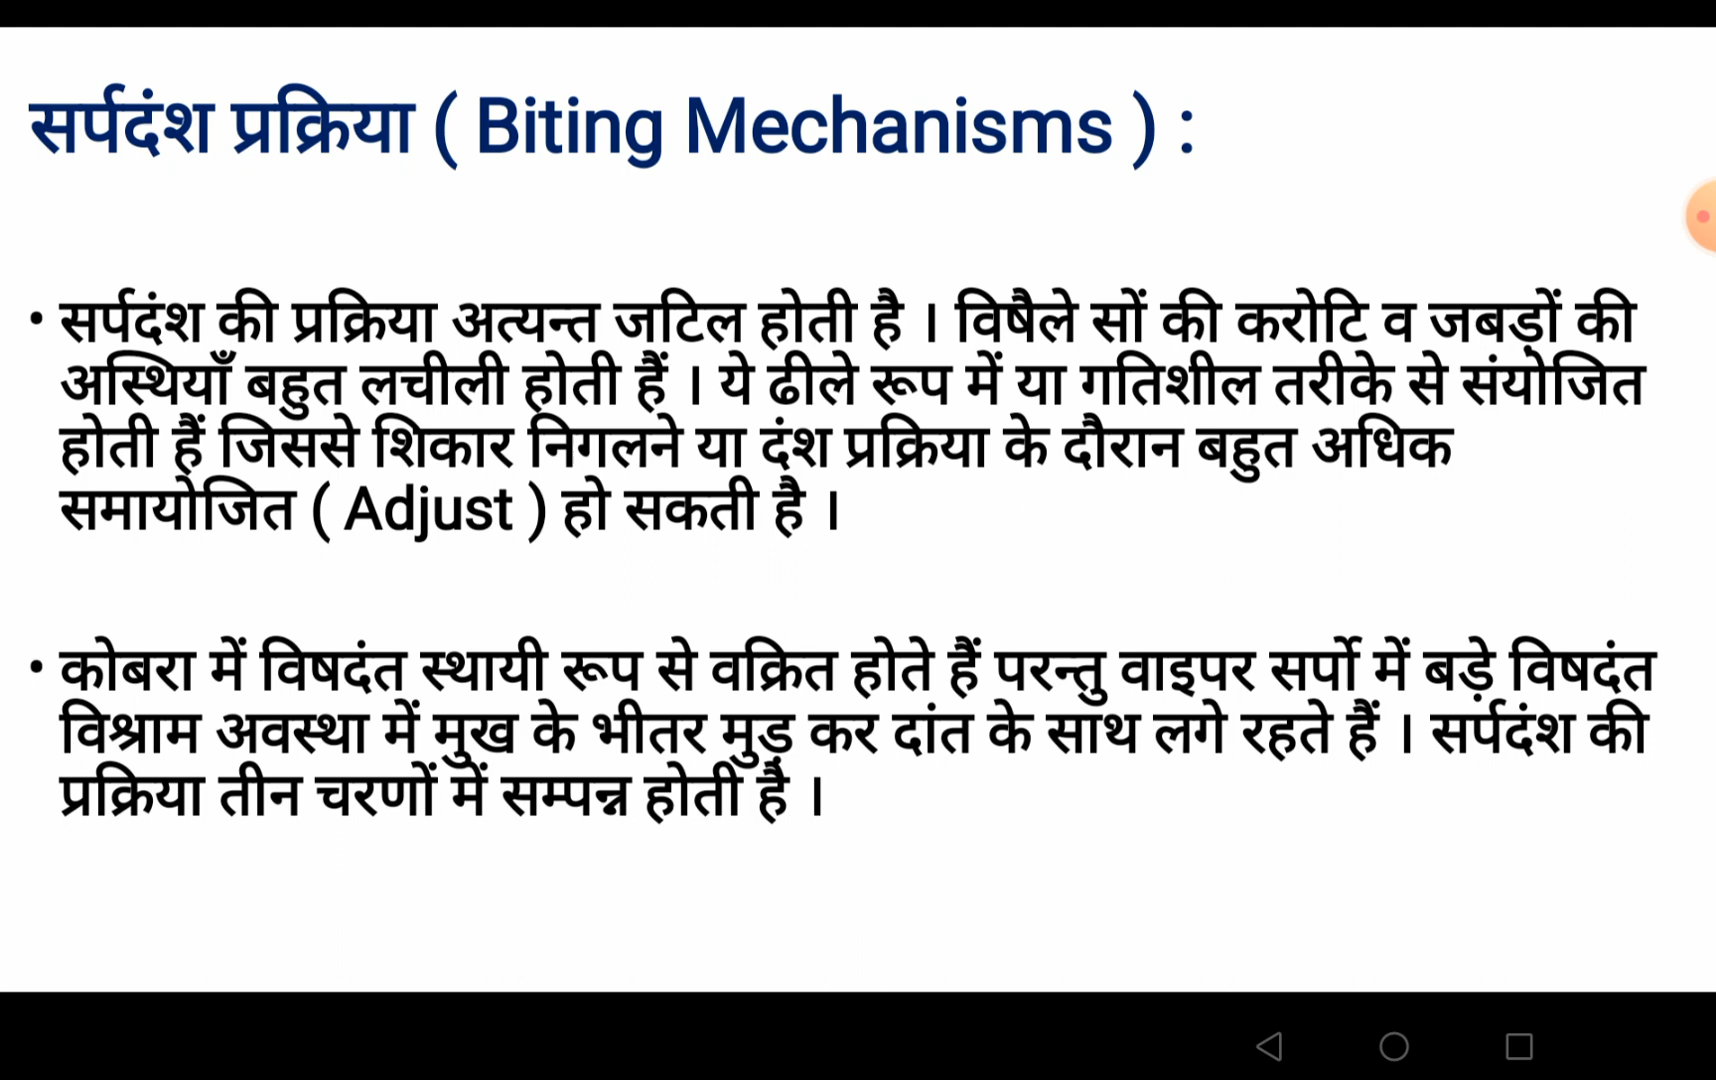 सर्पदंश प्रक्रिया ( Biting Mechanisms ) :
• सर्पदंश की प्रक्रिया अत्यन्त जटिल होती है । विषैले सों की करोटि व जबड़ों की
अस्थियाँ बहुत लचीली होती हैं । ये ढीले रूप में या गतिशील तरीके से संयोजित
होती हैं जिससे शिकार निगलने या दंश प्रक्रिया के दौरान बहुत अधिक
समायोजित ( Adjust ) हो सकती है ।
• कोबरा में विषदंत स्थायी रूप से वक्रित होते हैं परन्तु वाइपर सर्पो में बड़े विषदंत
विश्राम अवस्था में मुख के भीतर मुड़ कर दांत के साथ लगे रहते हैं । सर्पदंश की
प्रक्रिया तीन चरणों में सम्पन्न होती है ।